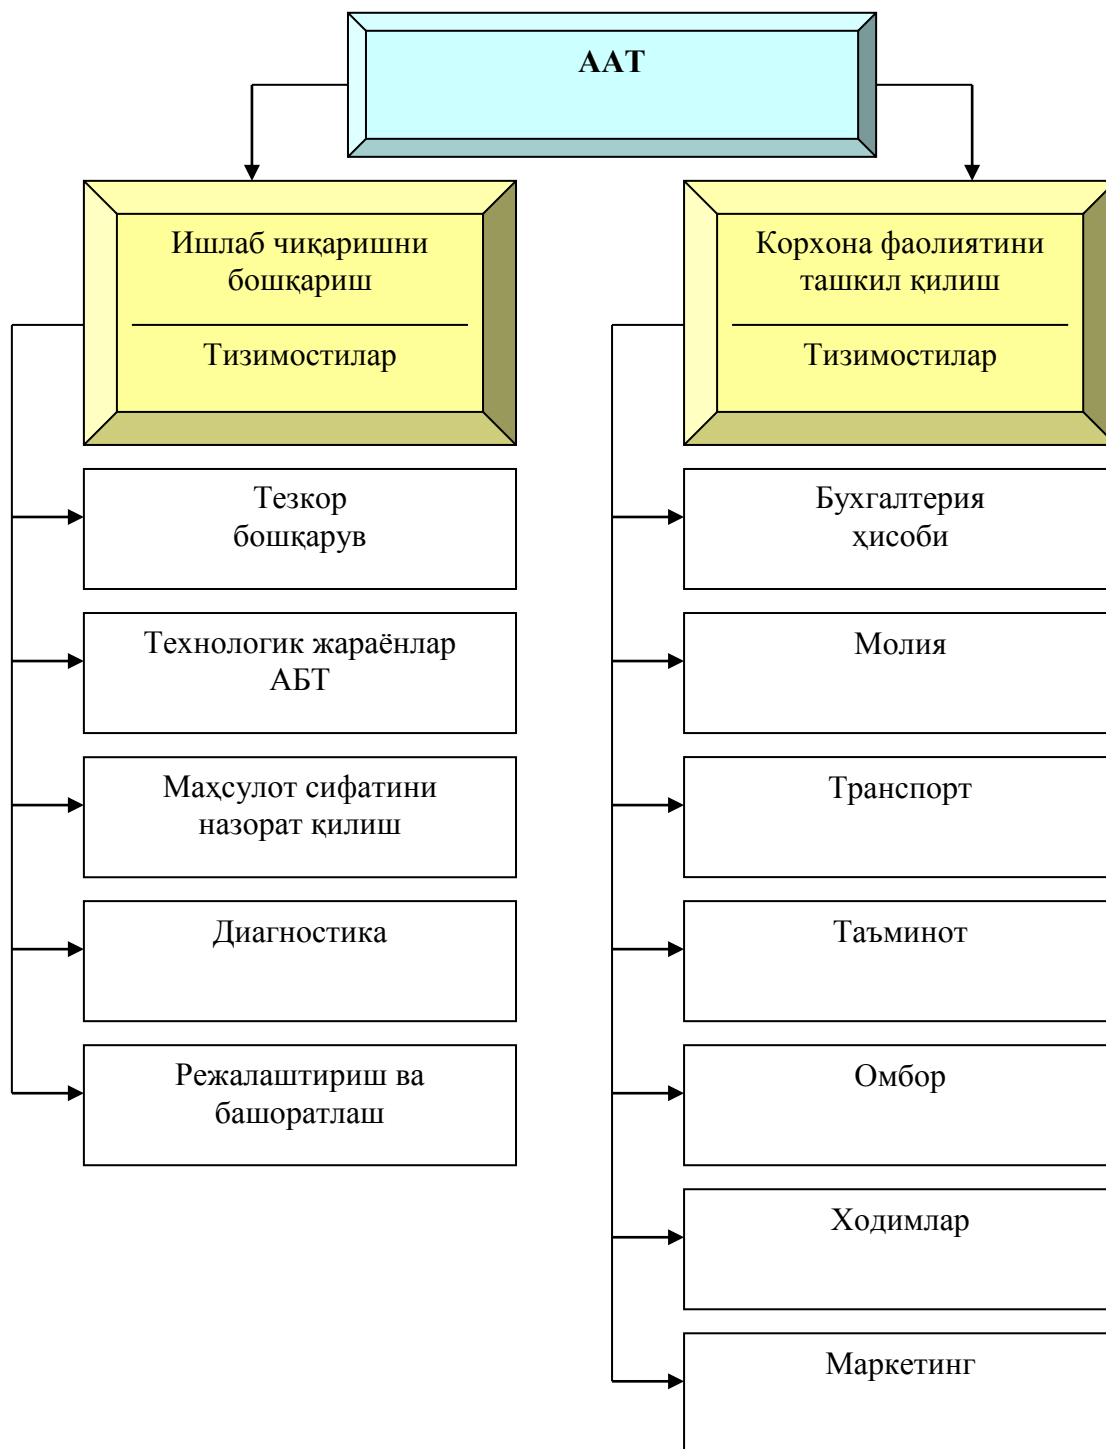 ААТ
Ишлаб чиқаришни
бошқариш
Тизимостилар
Тезкор
бошқарув
Технологик жараёнлар
АБТ
Маҳсулот сифатини
назорат қилиш
Диагностика
Режалаштириш ва
башоратлаш
Корхона фаолиятини
ташкил қилиш
Тизимостилар
Бухгалтерия
ҳисоби
Молия
Транспорт
Таъминот
Омбор
Ходимлар
Маркетинг